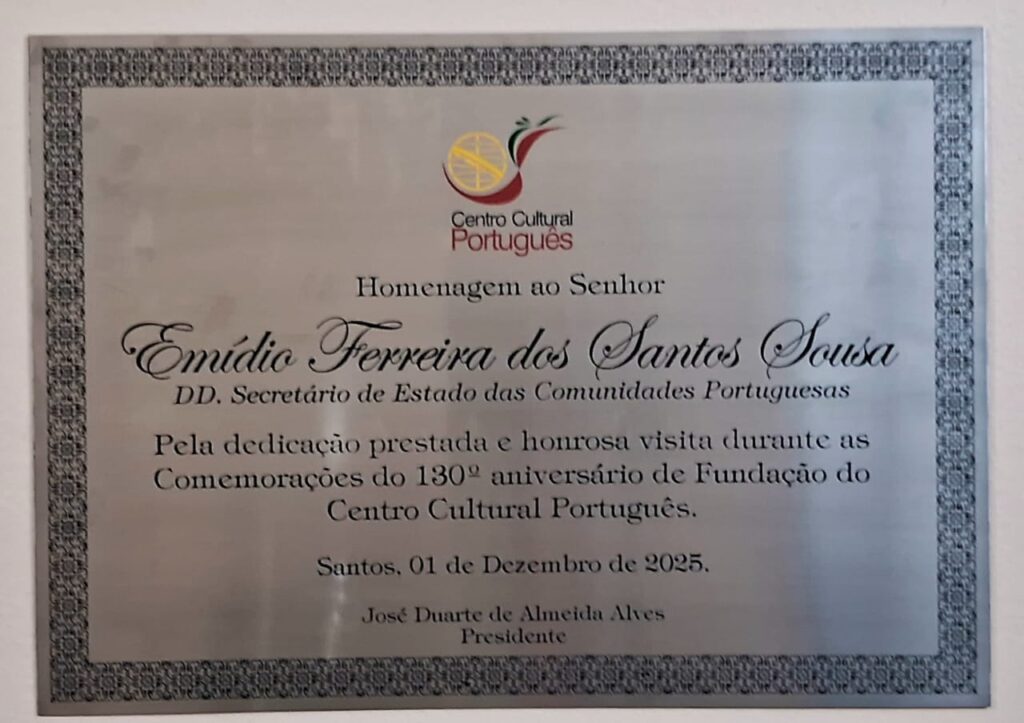 Centro Cultural
Português
Homenagem ao Senhor
Emídio Ferreira dos Santos Sousa
DD. Secretário de Estado das Comunidades Portuguesas
Pela dedicação prestada e honrosa visita durante as
Comemorações do 130º aniversário de Fundação do
Centro Cultural Português.
Santos, 01 de Dezembro de 2025.
José Duarte de Almeida Alves
Presidente